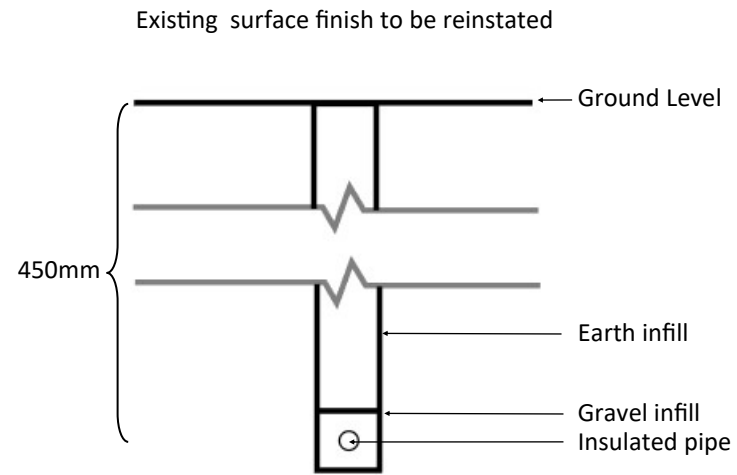 Existing  surface finish to be reinstated
Ground Level
450mm
Earth infill
Gravel infill
Insulated pipe